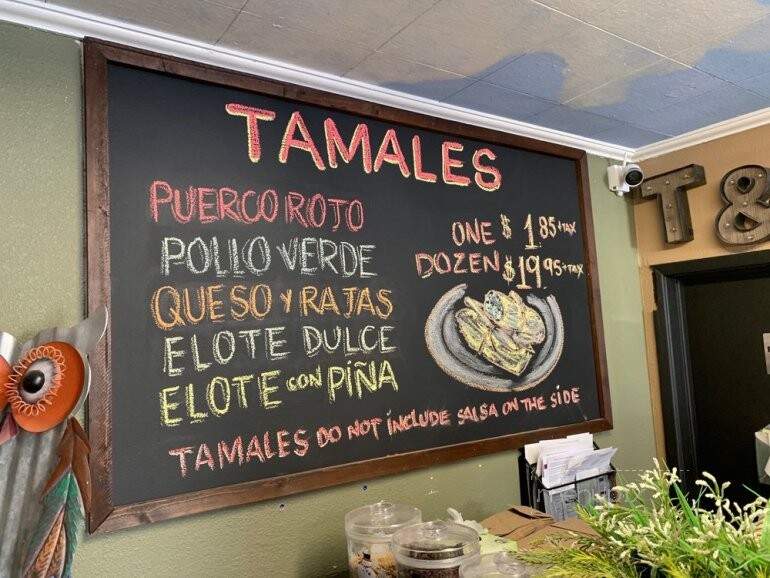 TAMALES
PUERCO ROJO
POLLO VERDE
QUESO Y RAJAS
ELOTE DULCE
ELOTE CON PIÑA
ONE $1.85+TAX
DOZEN $19.95+TAX
TAMALES DO NOT INCLUDE SALSA ON THE SIDE
T&